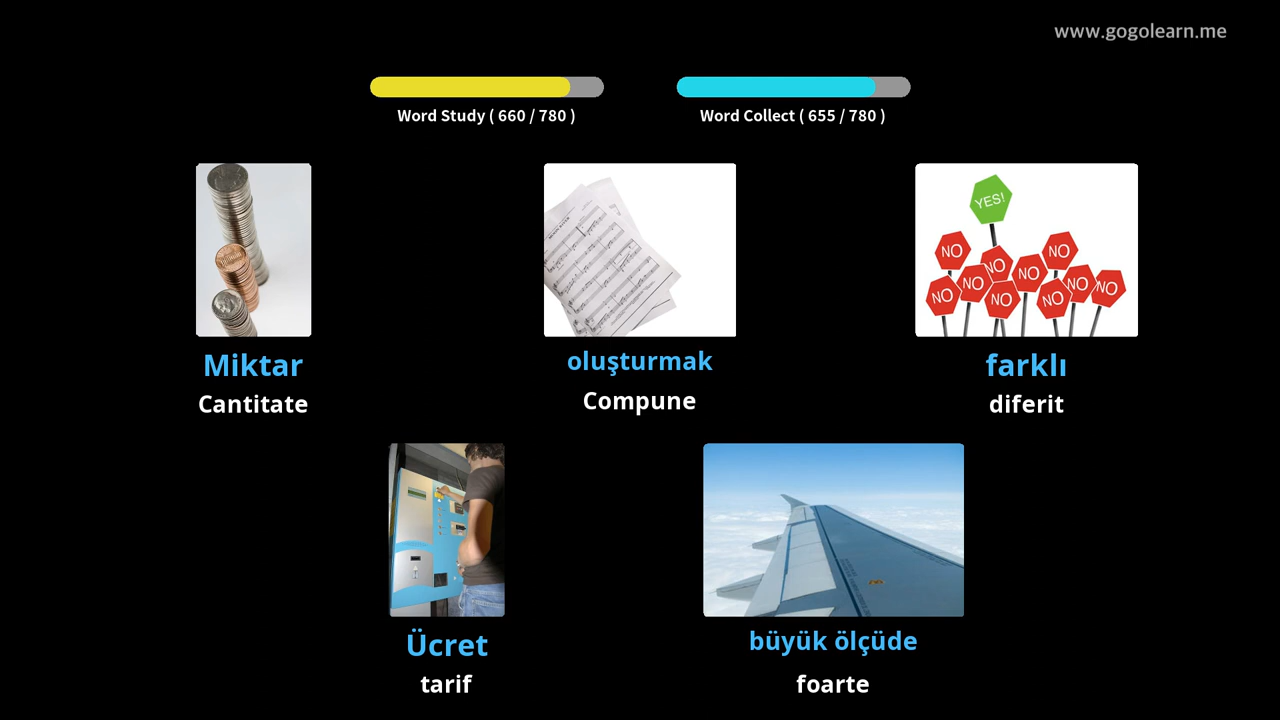 www.gogolearn.me
Word Study ( 660 / 780 )
Word Collect ( 655 / 780 )
YES!
NO
NO
NO
NO
NO
NO
NO
NO
NO
NO
Miktar
Cantitate
oluşturmak
Compune
farklı
diferit
Ücret
tarif
büyük ölçüde
foarte